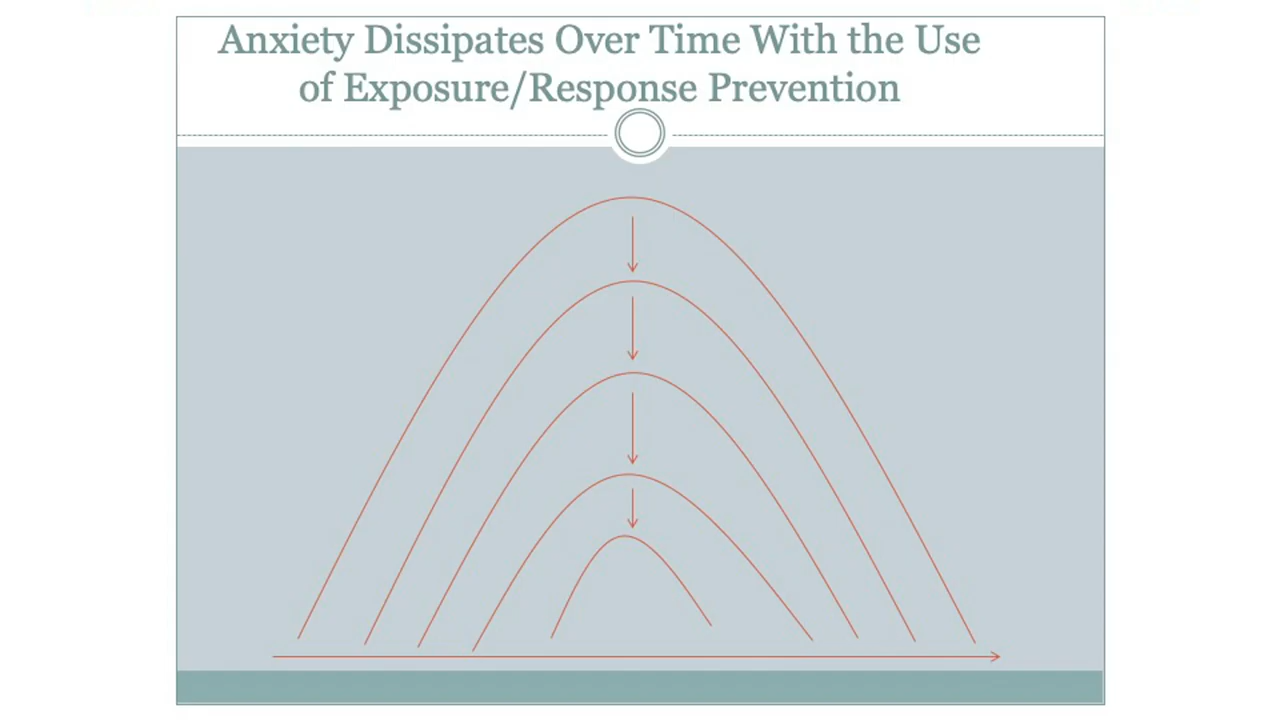 Anxiety Dissipates Over Time With the Use
of Exposure/Response Prevention